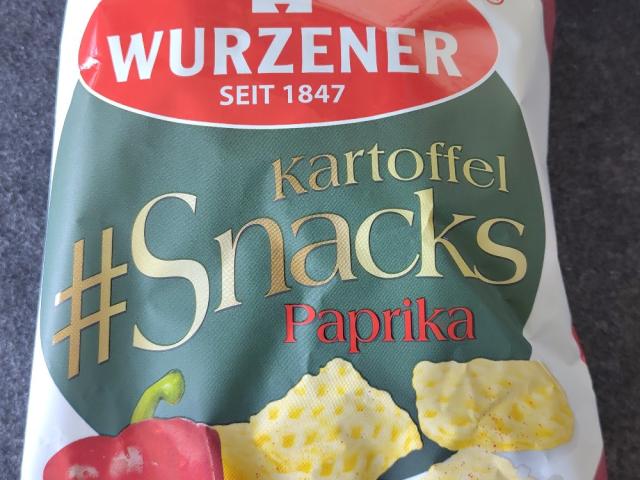 WURZENER
SEIT 1847
Kartoffel
#Snacks
Paprika